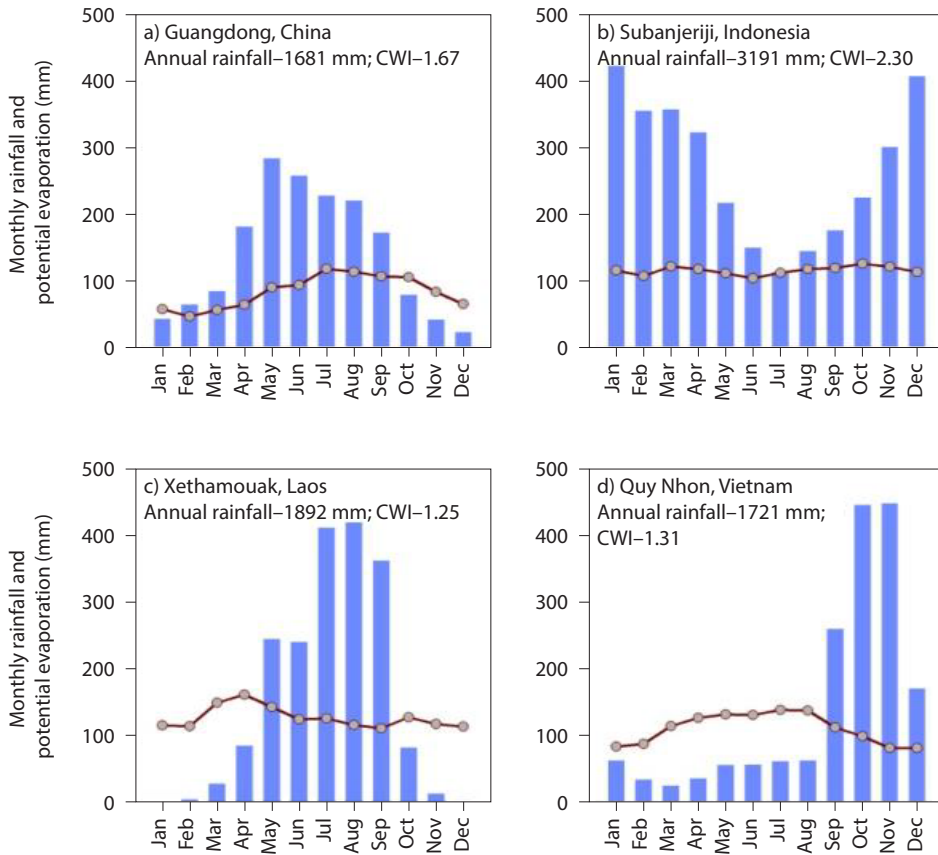 500
400
300
200
100
0
Monthly rainfall and
potential evaporation (mm)
a) Guangdong, China
Annual rainfall–1681 mm; CWI–1.67
Jan
Feb
Mar
Apr
May
Jun
Jul
Aug
Sep
Oct
Nov
Dec
500
400
300
200
100
0
b) Subanjeriji, Indonesia
Annual rainfall–3191 mm; CWI–2.30
Jan
Feb
Mar
Apr
May
Jun
Jul
Aug
Sep
Oct
Nov
Dec
500
400
300
200
100
0
Monthly rainfall and
potential evaporation (mm)
c) Xethamouak, Laos
Annual rainfall–1892 mm; CWI–1.25
Jan
Feb
Mar
Apr
May
Jun
Jul
Aug
Sep
Oct
Nov
Dec
500
400
300
200
100
0
d) Quy Nhon, Vietnam
Annual rainfall–1721 mm;
CWI–1.31
Jan
Feb
Mar
Apr
May
Jun
Jul
Aug
Sep
Oct
Nov
Dec